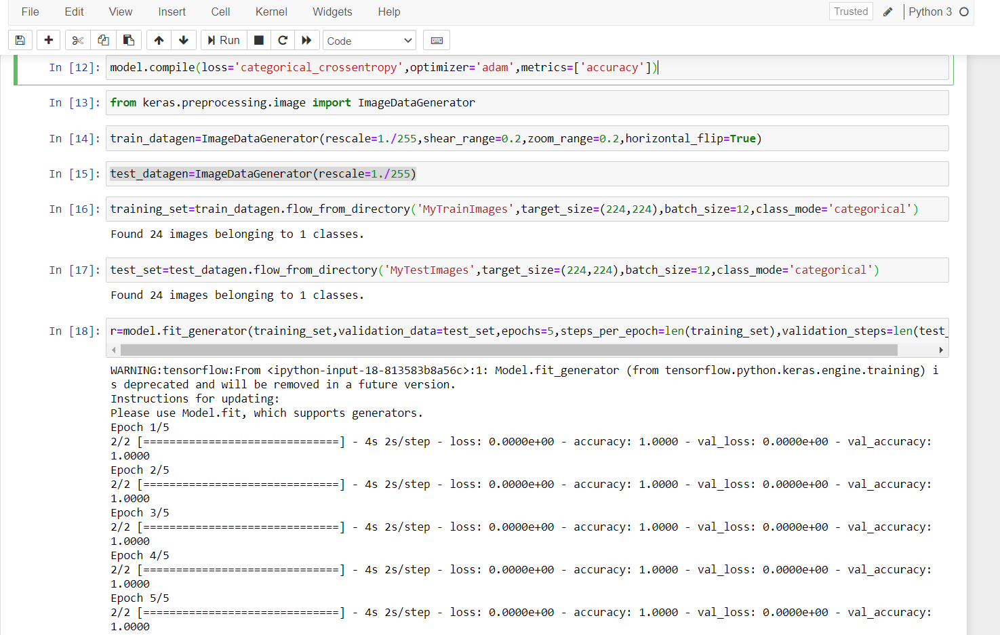 File Edit View Insert Cell Kernel Widgets Help Trusted Python 3
Run Code
In [12]: model.compile(loss='categorical_crossentropy',optimizer='adam',metrics=['accuracy'])
In [13]: from keras.preprocessing.image import ImageDataGenerator
In [14]: train_datagen=ImageDataGenerator(rescale=1./255,shear_range=0.2,zoom_range=0.2,horizontal_flip=True)
In [15]: test_datagen=ImageDataGenerator(rescale=1./255)
In [16]: training_set=train_datagen.flow_from_directory('MyTrainImages',target_size=(224,224),batch_size=12,class_mode='categorical')
Found 24 images belonging to 1 classes.
In [17]: test_set=test_datagen.flow_from_directory('MyTestImages',target_size=(224,224),batch_size=12,class_mode='categorical')
Found 24 images belonging to 1 classes.
In [18]: r=model.fit_generator(training_set,validation_data=test_set,epochs=5,steps_per_epoch=len(training_set),validation_steps=len(test_
WARNING:tensorflow:From <ipython-input-18-813583b8a56c>:1: Model.fit_generator (from tensorflow.python.keras.engine.training) i
s deprecated and will be removed in a future version.
Instructions for updating:
Please use Model.fit, which supports generators.
Epoch 1/5
2/2 [==============================] - 4s 2s/step - loss: 0.0000e+00 - accuracy: 1.0000 - val_loss: 0.0000e+00 - val_accuracy:
1.0000
Epoch 2/5
2/2 [==============================] - 4s 2s/step - loss: 0.0000e+00 - accuracy: 1.0000 - val_loss: 0.0000e+00 - val_accuracy:
1.0000
Epoch 3/5
2/2 [==============================] - 4s 2s/step - loss: 0.0000e+00 - accuracy: 1.0000 - val_loss: 0.0000e+00 - val_accuracy:
1.0000
Epoch 4/5
2/2 [==============================] - 4s 2s/step - loss: 0.0000e+00 - accuracy: 1.0000 - val_loss: 0.0000e+00 - val_accuracy:
1.0000
Epoch 5/5
2/2 [==============================] - 4s 2s/step - loss: 0.0000e+00 - accuracy: 1.0000 - val_loss: 0.0000e+00 - val_accuracy:
1.0000